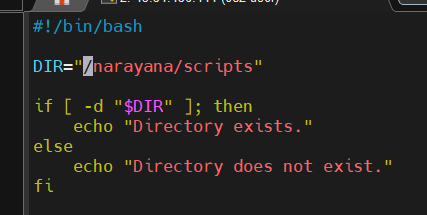 #!/bin/bash
DIR="/narayana/scripts"
if [ -d "$DIR" ]; then
    echo "Directory exists."
else
    echo "Directory does not exist."
fi